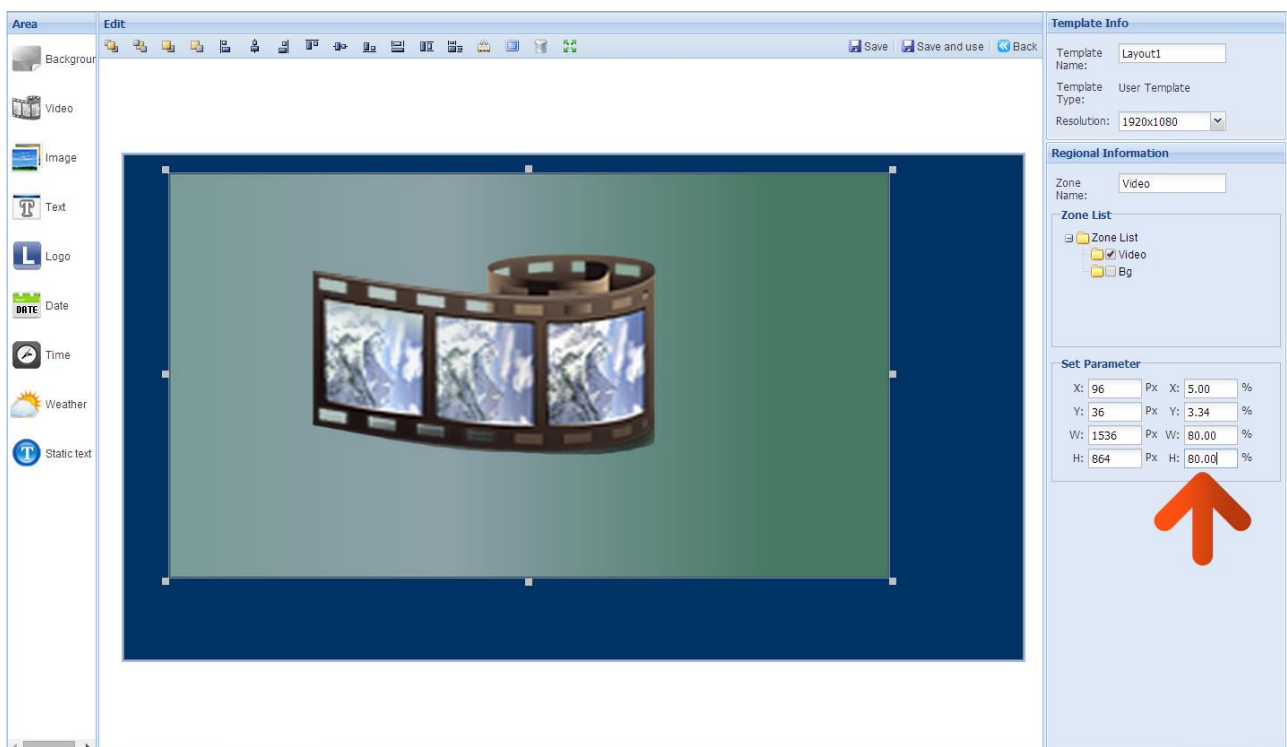 Area
Backgroun
Video
Image
T Text
L Logo
DATE Date
Time
Weather
T Static text
Edit
Save Save and use Back
Template Info
Template Name: Layout1
Template Type: User Template
Resolution: 1920x1080
Regional Information
Zone Name: Video
Zone List
Zone List
Video
Bg
Set Parameter
X: 96 Px X: 5.00 %
Y: 36 Px Y: 3.34 %
W: 1536 Px W: 80.00 %
H: 864 Px H: 80.00 %